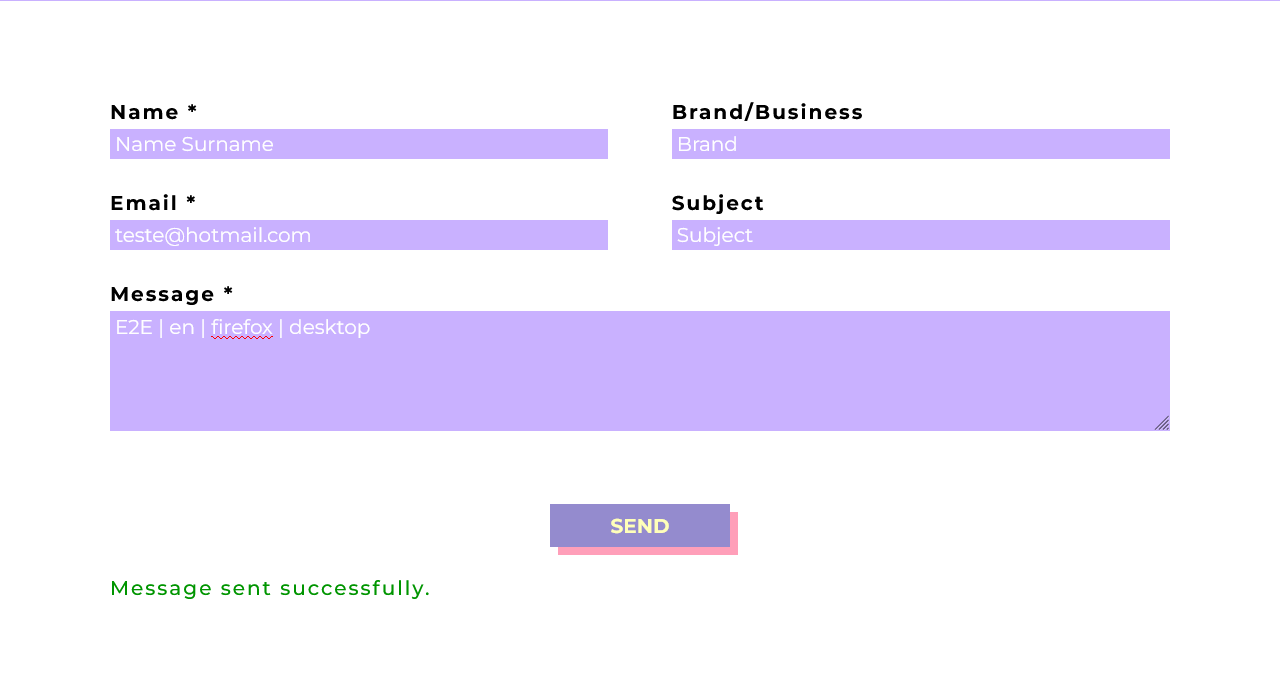 Name *
Brand/Business
Name Surname
Brand
Email *
Subject
teste@hotmail.com
Subject
Message *
E2E | en | firefox | desktop
SEND
Message sent successfully.